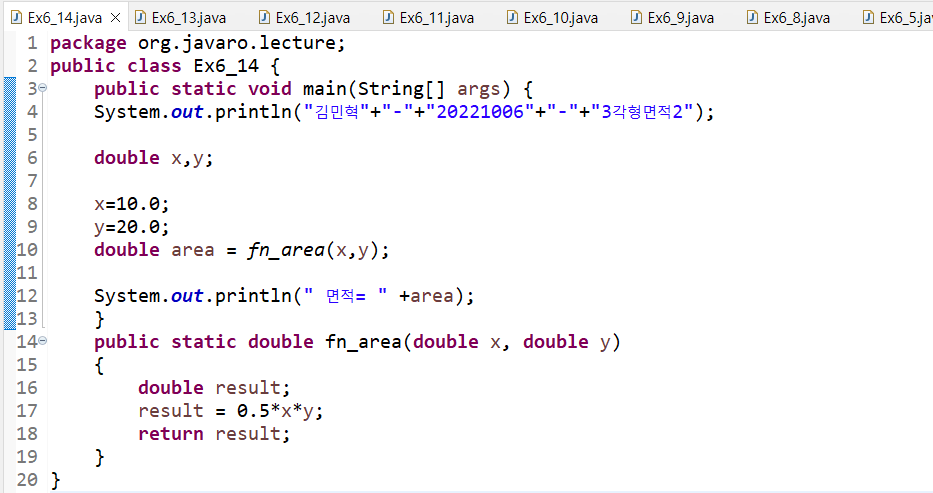 Ex6_14.java Ex6_13.java Ex6_12.java Ex6_11.java Ex6_10.java Ex6_9.java Ex6_8.java Ex6_5.ja
1 package org.javaro.lecture;
2 public class Ex6_14 {
3 public static void main(String[] args) {
4 System.out.println("김민혁"+"-"+"20221006"+"-"+"3각형면적2");
5
6 double x,y;
7
8 x=10.0;
9 y=20.0;
10 double area = fn_area(x,y);
11
12 System.out.println(" 면적= " +area);
13 }
14 public static double fn_area(double x, double y)
15 {
16 double result;
17 result = 0.5*x*y;
18 return result;
19 }
20 }